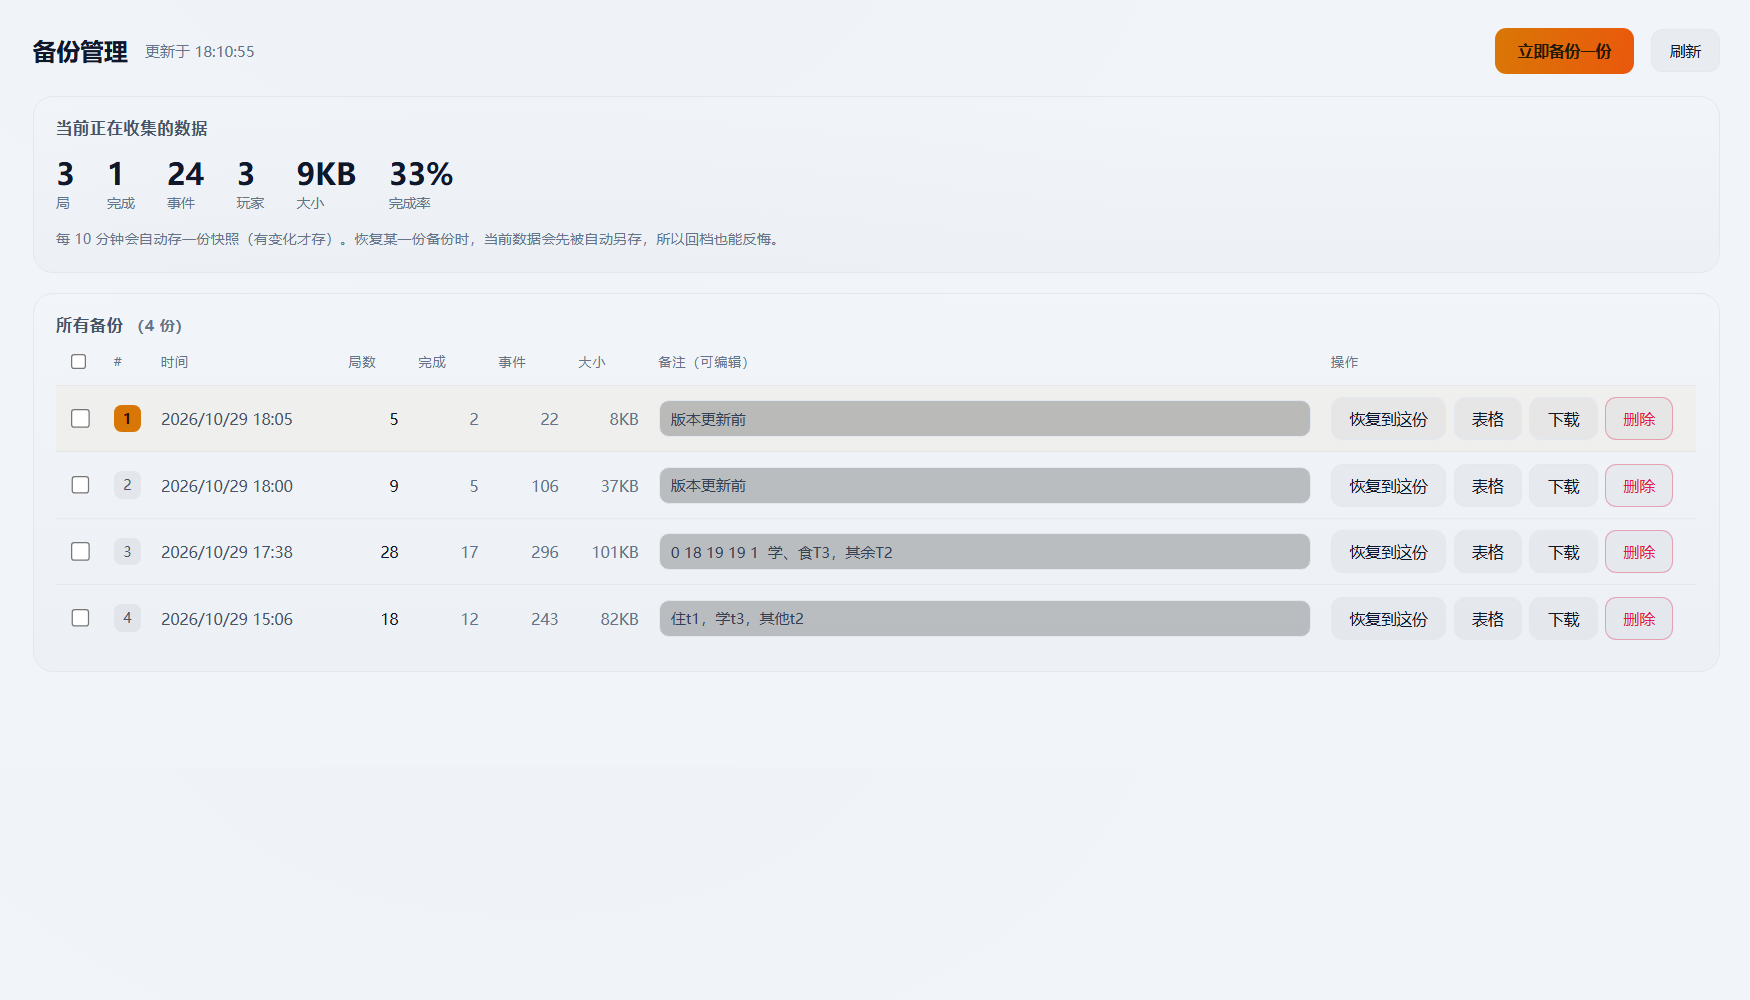 备份管理 更新于 18:10:55 立即备份一份 刷新
当前正在收集的数据
3 1 24 3 9KB 33%
局 完成 事件 玩家 大小 完成率
每 10 分钟会自动存一份快照（有变化才存）。恢复某一份备份时，当前数据会先被自动另存，所以回档也能反悔。
所有备份 （4 份）
# 时间 局数 完成 事件 大小 备注（可编辑） 操作
1 2026/10/29 18:05 5 2 22 8KB 版本更新前 恢复到这份 表格 下载 删除
2 2026/10/29 18:00 9 5 106 37KB 版本更新前 恢复到这份 表格 下载 删除
3 2026/10/29 17:38 28 17 296 101KB 0 18 19 19 1  学、食T3，其余T2 恢复到这份 表格 下载 删除
4 2026/10/29 15:06 18 12 243 82KB 住t1，学t3，其他t2 恢复到这份 表格 下载 删除